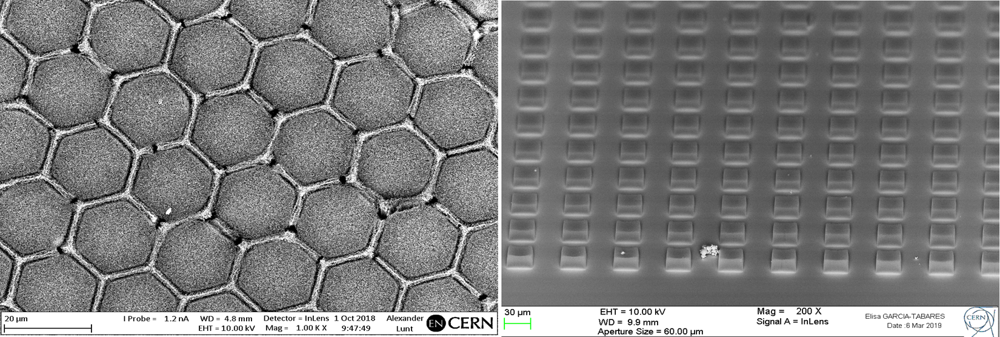 20 µm
I Probe = 1.2 nA
WD = 4.8 mm
EHT = 10.00 kV
Detector = InLens
Mag = 1.00 K X
1 Oct 2018
9:47:49
Alexander
Lunt
EN CERN
30 µm
EHT = 10.00 kV
WD = 9.9 mm
Aperture Size = 60.00 µm
Mag = 200 X
Signal A = InLens
Elisa GARCIA-TABARES
Date :6 Mar 2019
CERN